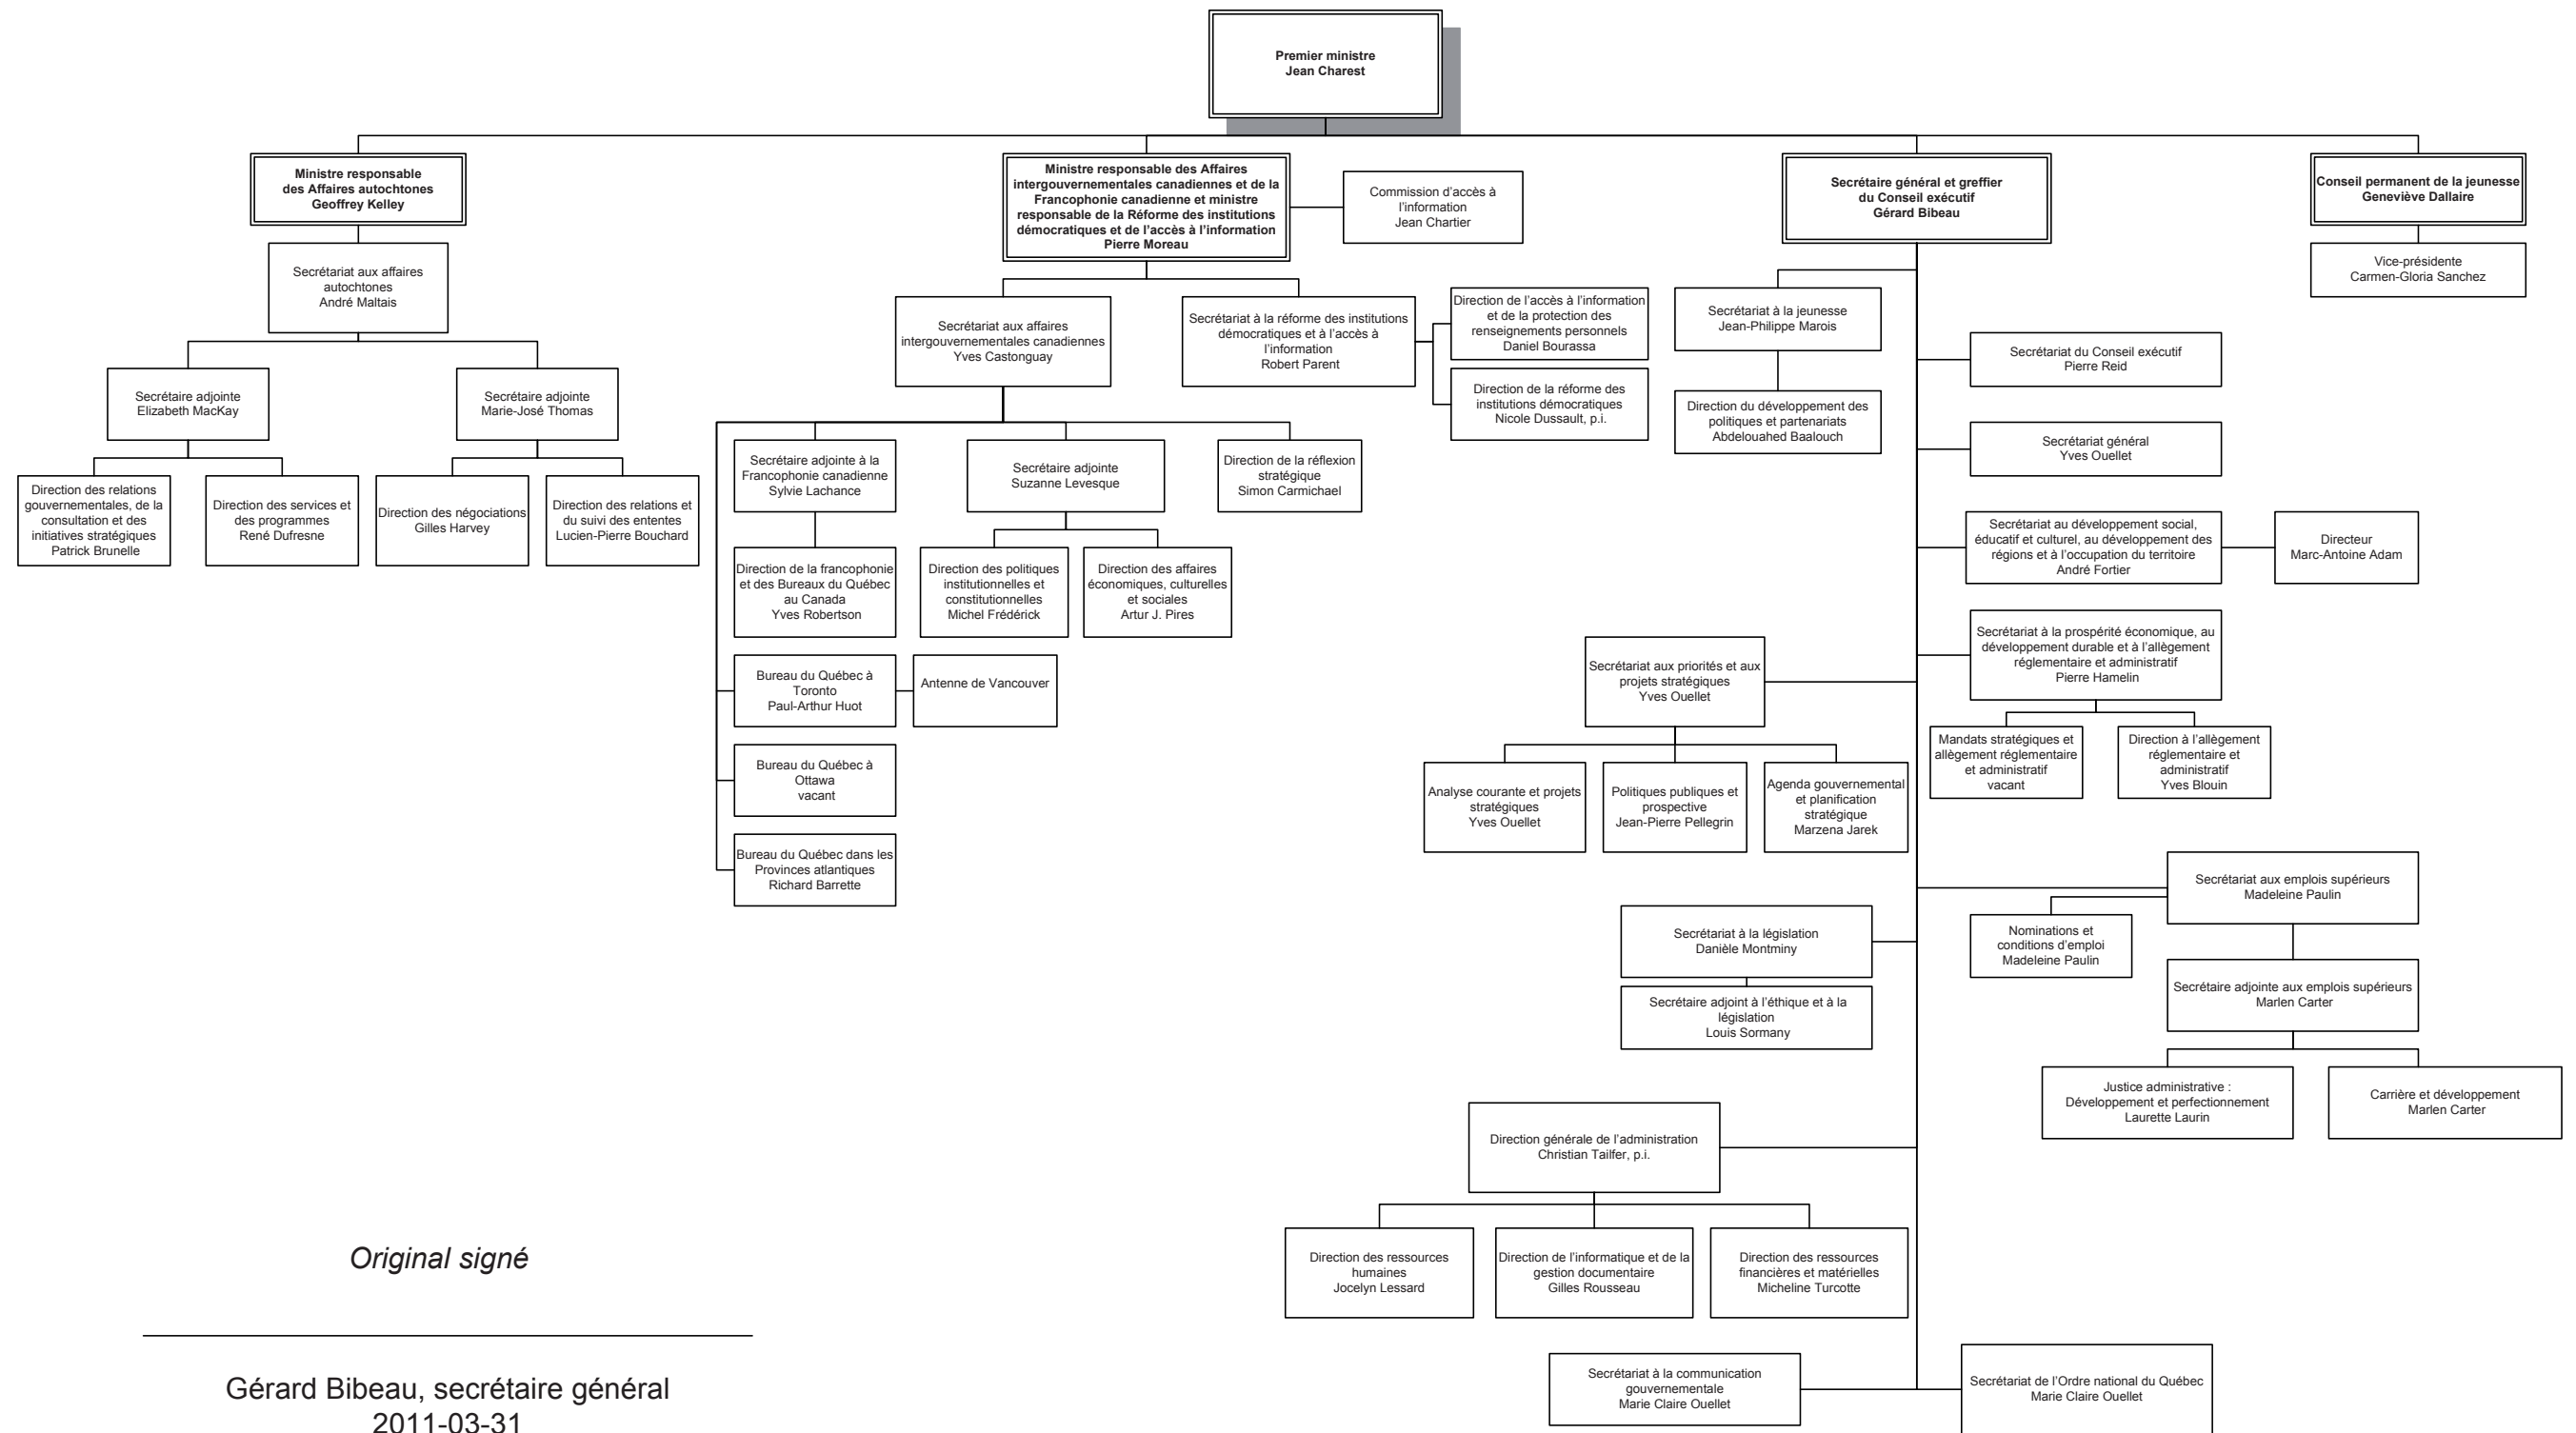 Premier ministre
Jean Charest
Ministre responsable
des Affaires autochtones
Geoffrey Kelley
Ministre responsable des Affaires
intergouvernementales canadiennes et de la
Francophonie canadienne et ministre
responsable de la Réforme des institutions
démocratiques et de l’accès à l’information
Pierre Moreau
Commission d’accès à
l’information
Jean Chartier
Secrétaire général et greffier
du Conseil exécutif
Gérard Bibeau
Conseil permanent de la jeunesse
Geneviève Dallaire
Vice-présidente
Carmen-Gloria Sanchez
Secrétariat aux affaires
autochtones
André Maltais
Secrétaire adjointe
Elizabeth MacKay
Secrétaire adjointe
Marie-José Thomas
Direction des relations
gouvernementales, de la
consultation et des
initiatives stratégiques
Patrick Brunelle
Direction des services et
des programmes
René Dufresne
Direction des négociations
Gilles Harvey
Direction des relations et
du suivi des ententes
Lucien-Pierre Bouchard
Secrétariat aux affaires
intergouvernementales canadiennes
Yves Castonguay
Secrétariat à la réforme des institutions
démocratiques et à l’accès à
l’information
Robert Parent
Direction de l’accès à l’information
et de la protection des
renseignements personnels
Daniel Bourassa
Direction de la réforme des
institutions démocratiques
Nicole Dussault, p.i.
Secrétaire adjointe à la
Francophonie canadienne
Sylvie Lachance
Secrétaire adjointe
Suzanne Levesque
Direction de la réflexion
stratégique
Simon Carmichael
Direction de la francophonie
et des Bureaux du Québec
au Canada
Yves Robertson
Direction des politiques
institutionnelles et
constitutionnelles
Michel Frédérick
Direction des affaires
économiques, culturelles
et sociales
Artur J. Pires
Bureau du Québec à
Toronto
Paul-Arthur Huot
Antenne de Vancouver
Bureau du Québec à
Ottawa
vacant
Bureau du Québec dans les
Provinces atlantiques
Richard Barrette
Secrétariat à la jeunesse
Jean-Philippe Marois
Direction du développement des
politiques et partenariats
Abdelouahed Baalouch
Secrétariat du Conseil exécutif
Pierre Reid
Secrétariat général
Yves Ouellet
Secrétariat au développement social,
éducatif et culturel, au développement des
régions et à l’occupation du territoire
André Fortier
Directeur
Marc-Antoine Adam
Secrétariat à la prospérité économique, au
développement durable et à l’allègement
réglementaire et administratif
Pierre Hamelin
Mandats stratégiques et
allègement réglementaire
et administratif
vacant
Direction à l’allègement
réglementaire et
administratif
Yves Blouin
Secrétariat aux priorités et aux
projets stratégiques
Yves Ouellet
Analyse courante et projets
stratégiques
Yves Ouellet
Politiques publiques et
prospective
Jean-Pierre Pellegrin
Agenda gouvernemental
et planification
stratégique
Marzena Jarek
Secrétariat aux emplois supérieurs
Madeleine Paulin
Nominations et
conditions d’emploi
Madeleine Paulin
Secrétaire adjointe aux emplois supérieurs
Marlen Carter
Justice administrative :
Développement et perfectionnement
Laurette Laurin
Carrière et développement
Marlen Carter
Secrétariat à la législation
Danièle Montminy
Secrétaire adjoint à l’éthique et à la
législation
Louis Sormany
Direction générale de l’administration
Christian Tailfer, p.i.
Direction des ressources
humaines
Jocelyn Lessard
Direction de l’informatique et de la
gestion documentaire
Gilles Rousseau
Direction des ressources
financières et matérielles
Micheline Turcotte
Secrétariat à la communication
gouvernementale
Marie Claire Ouellet
Secrétariat de l’Ordre national du Québec
Marie Claire Ouellet
Original signé
Gérard Bibeau, secrétaire général
2011-03-31